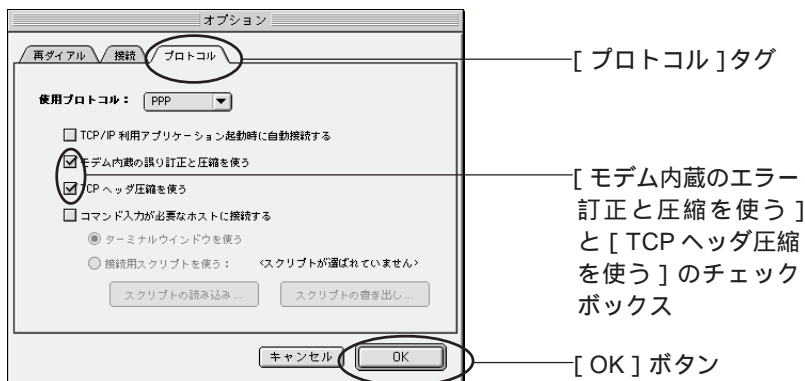 オプション
再ダイアル 接続 プロトコル
使用プロトコル： PPP
TCP/IP 利用アプリケーション起動時に自動接続する
モデム内蔵の誤り訂正と圧縮を使う
TCP ヘッダ圧縮を使う
コマンド入力が必要なホストに接続する
ターミナルウインドウを使う
接続用スクリプトを使う： <スクリプトが選ばれていません>
スクリプトの読み込み... スクリプトの書き出し...
キャンセル OK
[ プロトコル ]タグ
[ モデム内蔵のエラー
訂正と圧縮を使う ]
と [ TCP ヘッダ圧縮
を使う ] のチェック
ボックス
[ OK ] ボタン